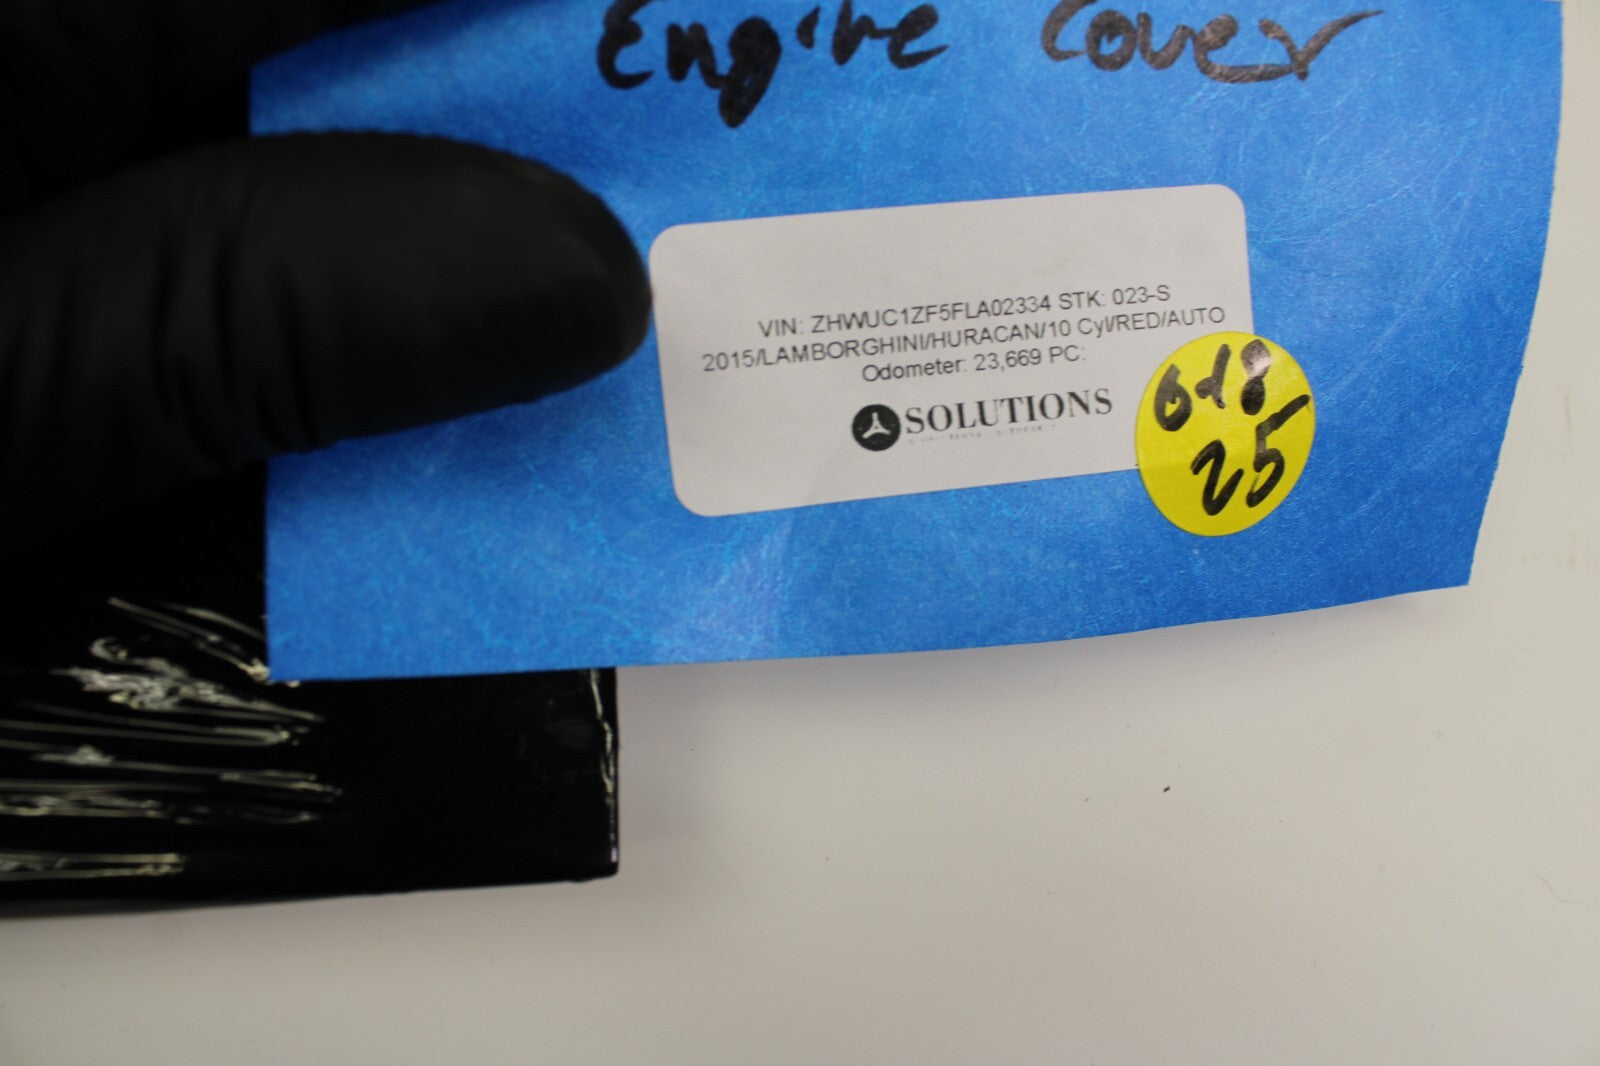 Engine Cover
VIN: ZHWUC1ZF5FLA02334 STK: 023-S
2015/LAMBORGHINI/HURACAN/10 Cyl/RED/AUTO
Odometer: 23,669 PC:
SOLUTIONS
25